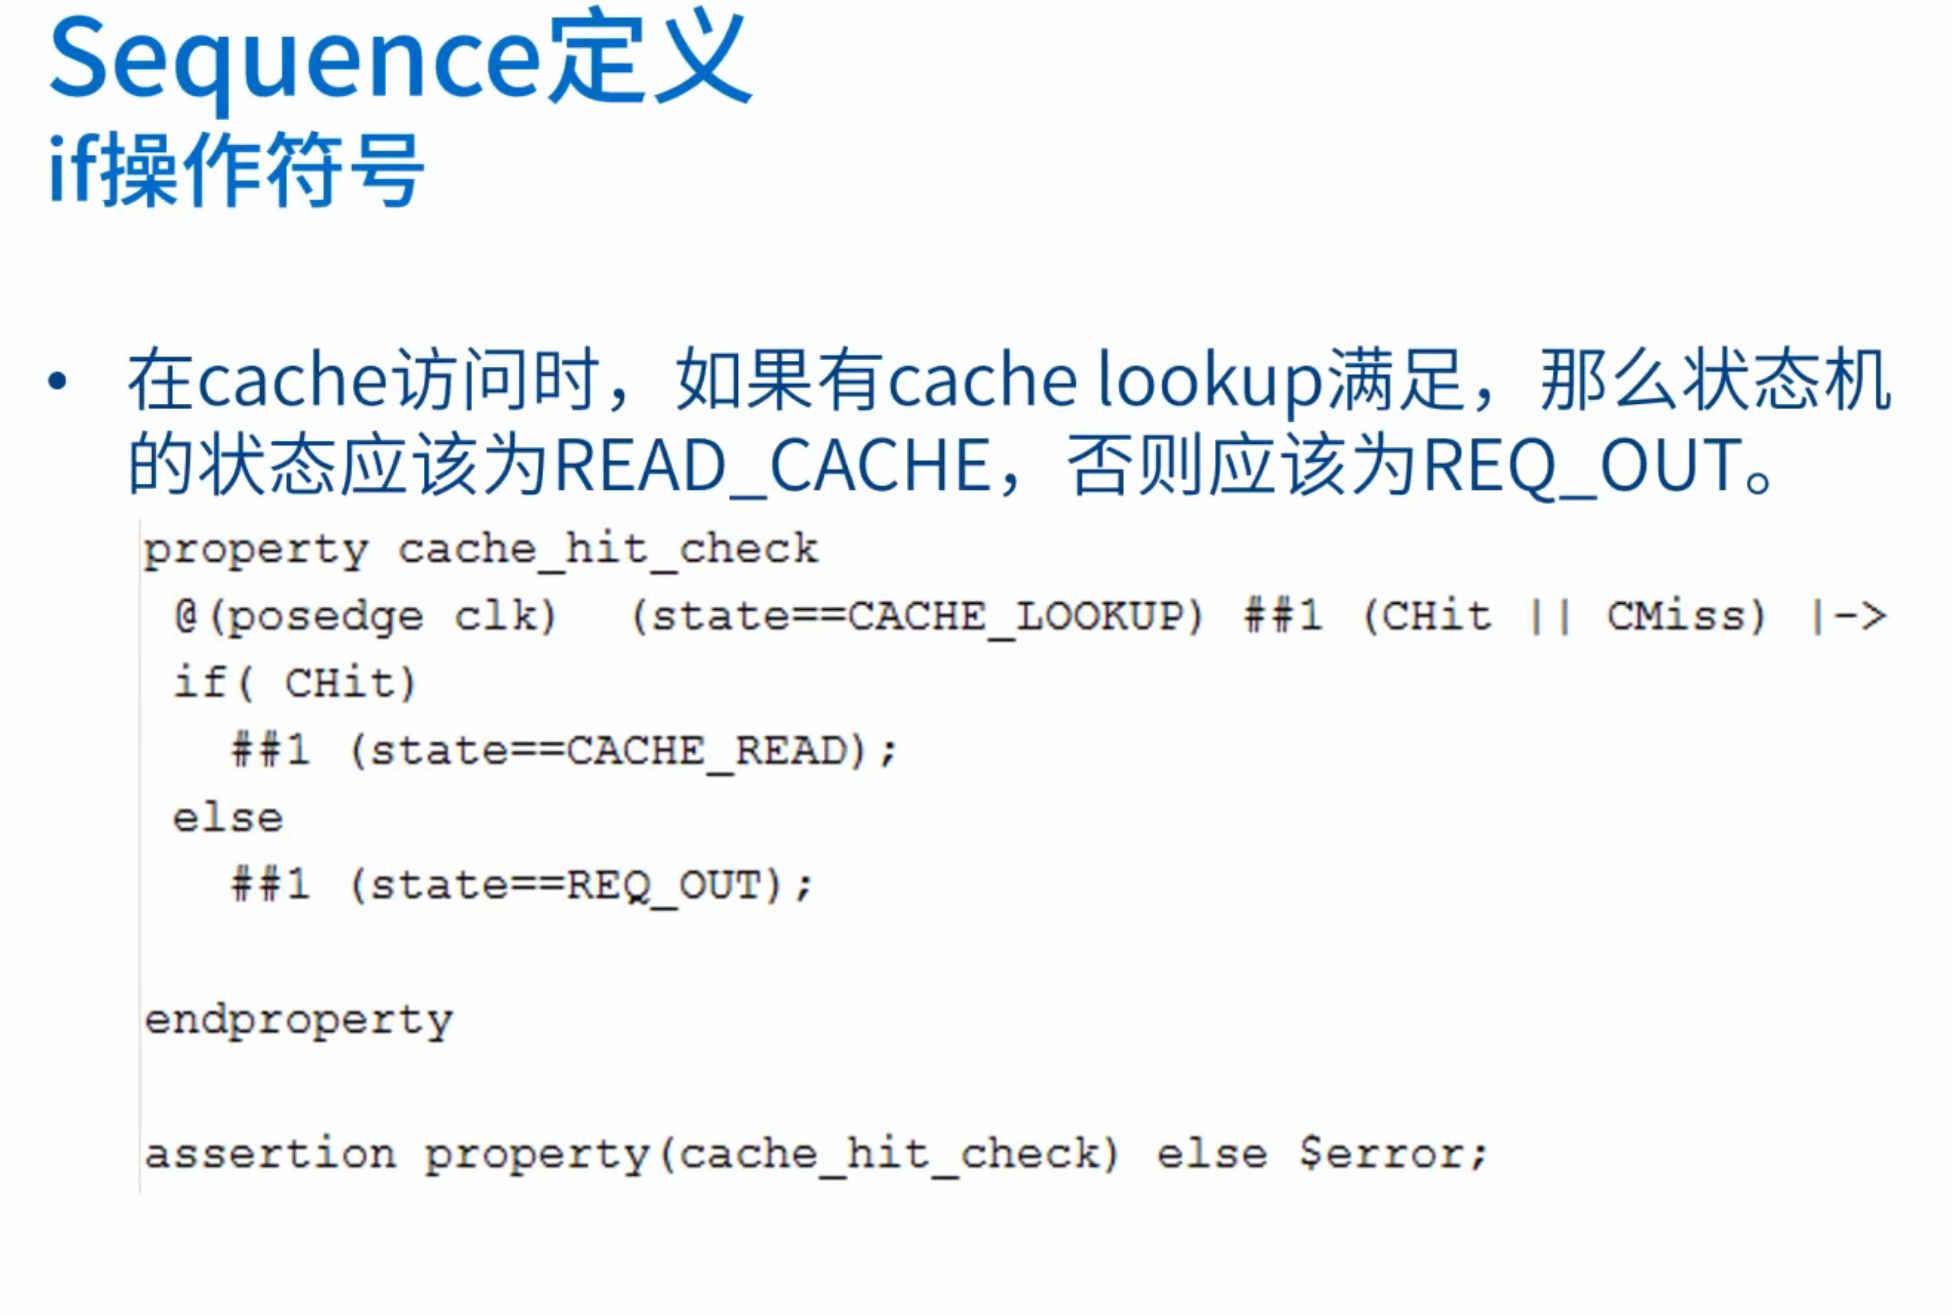 Sequence定义
if操作符号
• 在cache访问时，如果有cache lookup满足，那么状态机
的状态应该为READ_CACHE，否则应该为REQ_OUT。
property cache_hit_check
@(posedge clk)  (state==CACHE_LOOKUP) ##1 (CHit || CMiss) |->
if( CHit)
##1 (state==CACHE_READ);
else
##1 (state==REQ_OUT);
endproperty
assertion property(cache_hit_check) else $error;